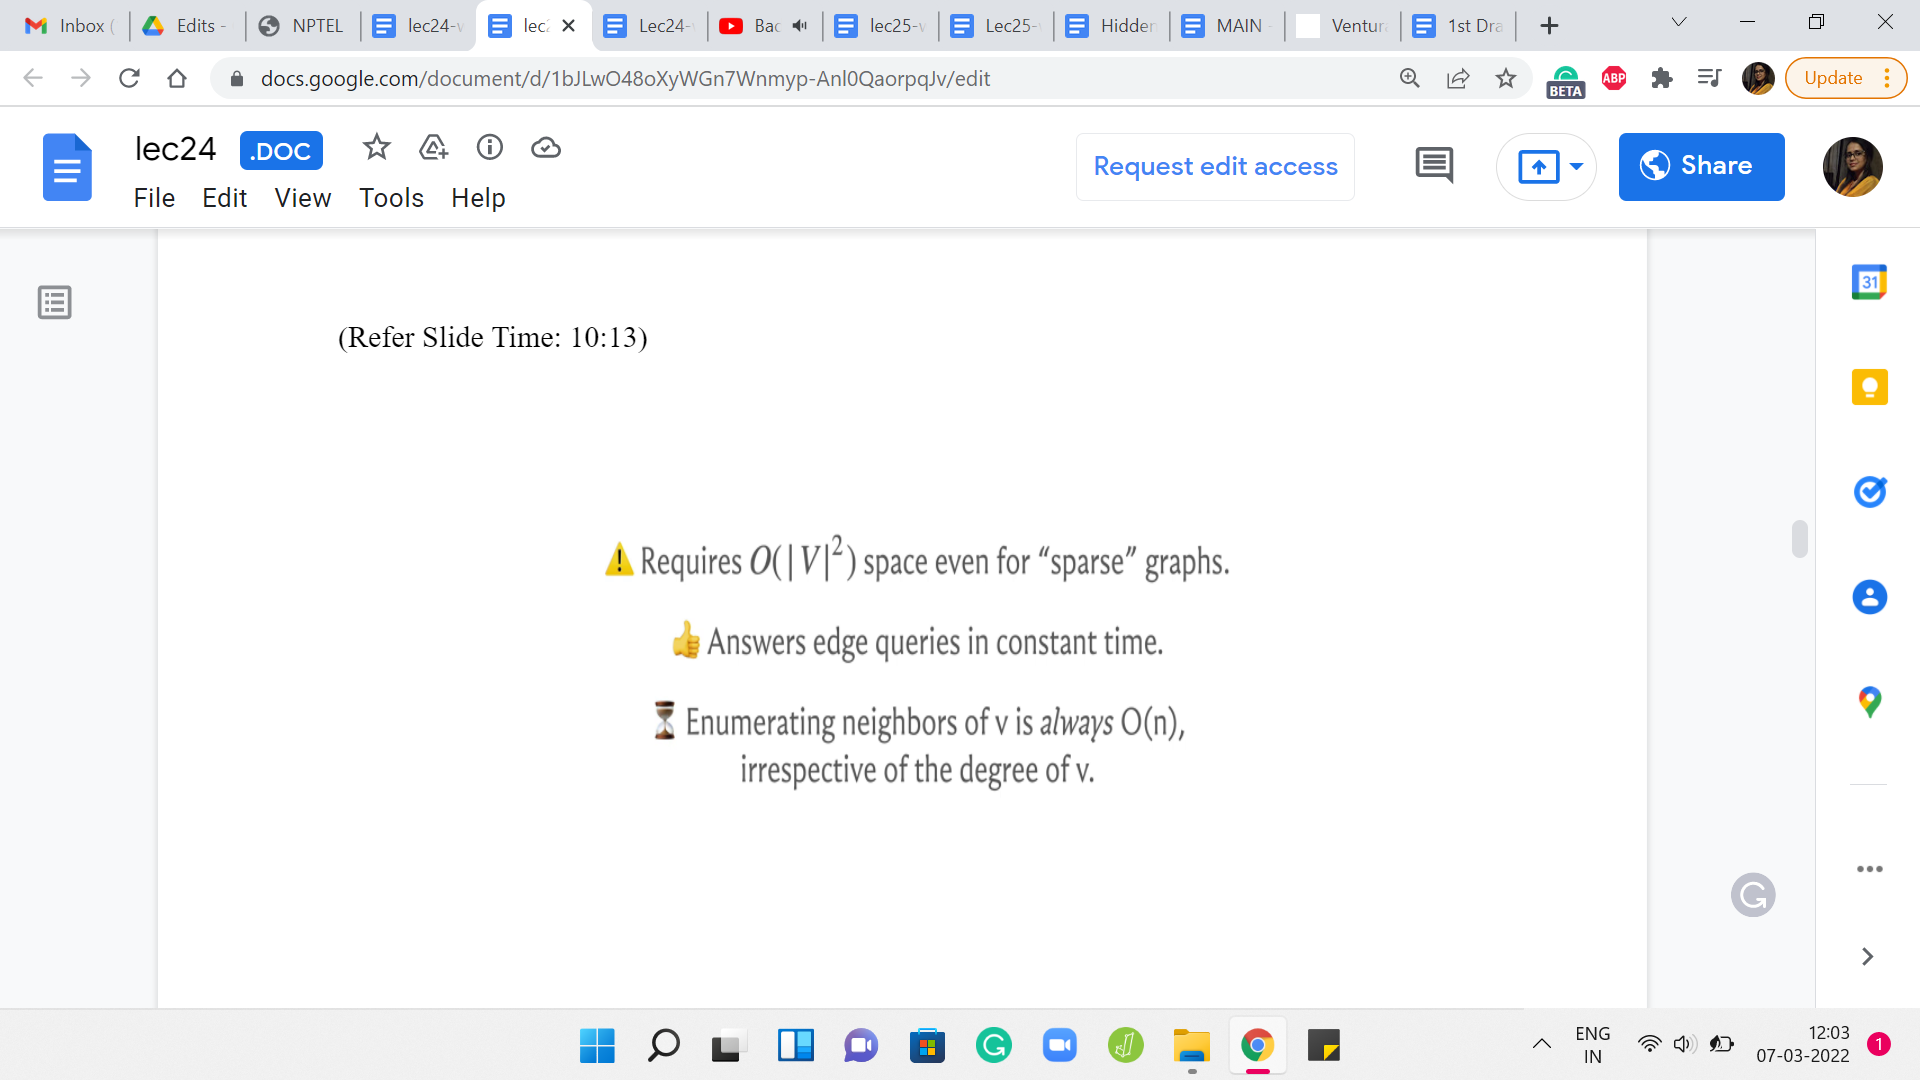 Inbox (
Edits -
NPTEL
lec24-v
lec2
Lec24-
Bac
lec25-v
Lec25-
Hidden
MAIN -
Ventura
1st Dra
docs.google.com/document/d/1bJLwO48oXyWGn7Wnmyp-Anl0QaorpqJv/edit
BETA
ABP
Update
lec24 .DOC
File Edit View Tools Help
Request edit access
Share
31
(Refer Slide Time: 10:13)
⚠️ Requires O(|V|²) space even for “sparse” graphs.
👍 Answers edge queries in constant time.
⏳ Enumerating neighbors of v is always O(n),
irrespective of the degree of v.
ENG
IN
12:03
07-03-2022
1